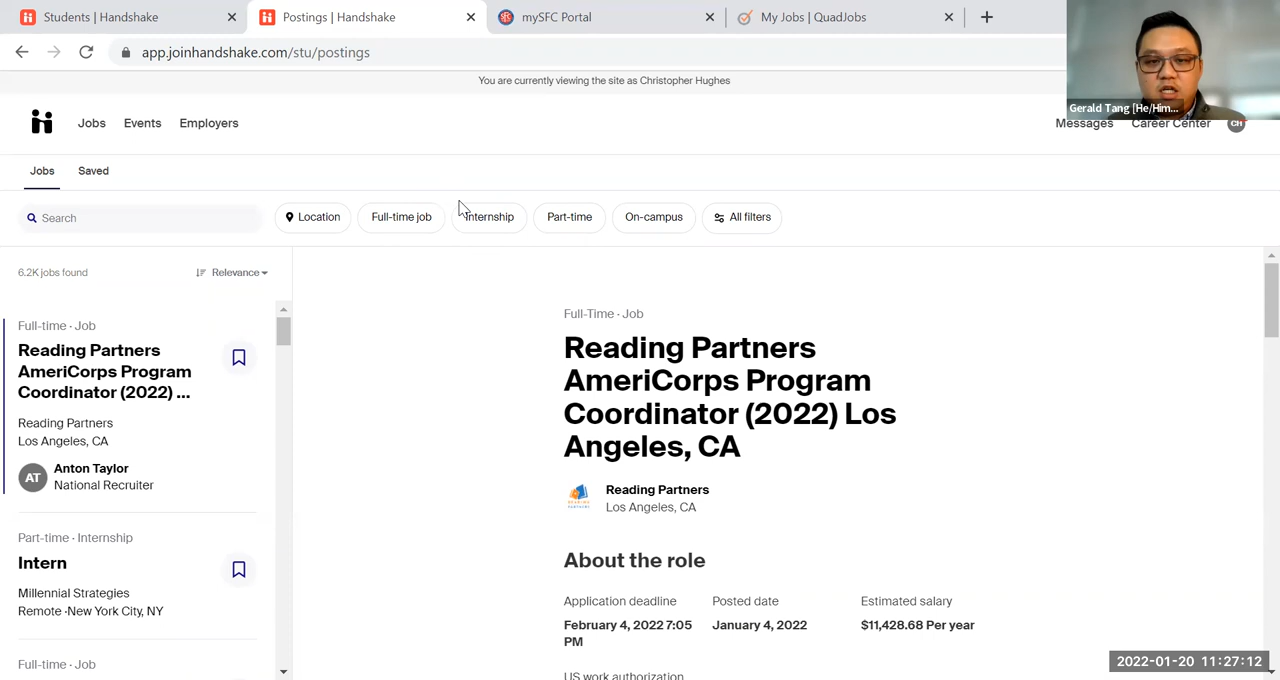 Students | Handshake
Postings | Handshake
mySFC Portal
My Jobs | QuadJobs
app.joinhandshake.com/stu/postings
You are currently viewing the site as Christopher Hughes
Gerald Tang [He/Him...
Jobs Events Employers
Messages Career Center CH
Jobs Saved
Search
Location
Full-time job
Internship
Part-time
On-campus
All filters
6.2K jobs found
Relevance
Full-time · Job
Reading Partners
AmeriCorps Program
Coordinator (2022) ...
Reading Partners
Los Angeles, CA
AT
Anton Taylor
National Recruiter
Part-time · Internship
Intern
Millennial Strategies
Remote ·New York City, NY
Full-time · Job
Full-Time · Job
Reading Partners
AmeriCorps Program
Coordinator (2022) Los
Angeles, CA
READING
PARTNERS
Reading Partners
Los Angeles, CA
About the role
Application deadline
February 4, 2022 7:05
PM
Posted date
January 4, 2022
Estimated salary
$11,428.68 Per year
US work authorization
2022-01-20 11:27:12